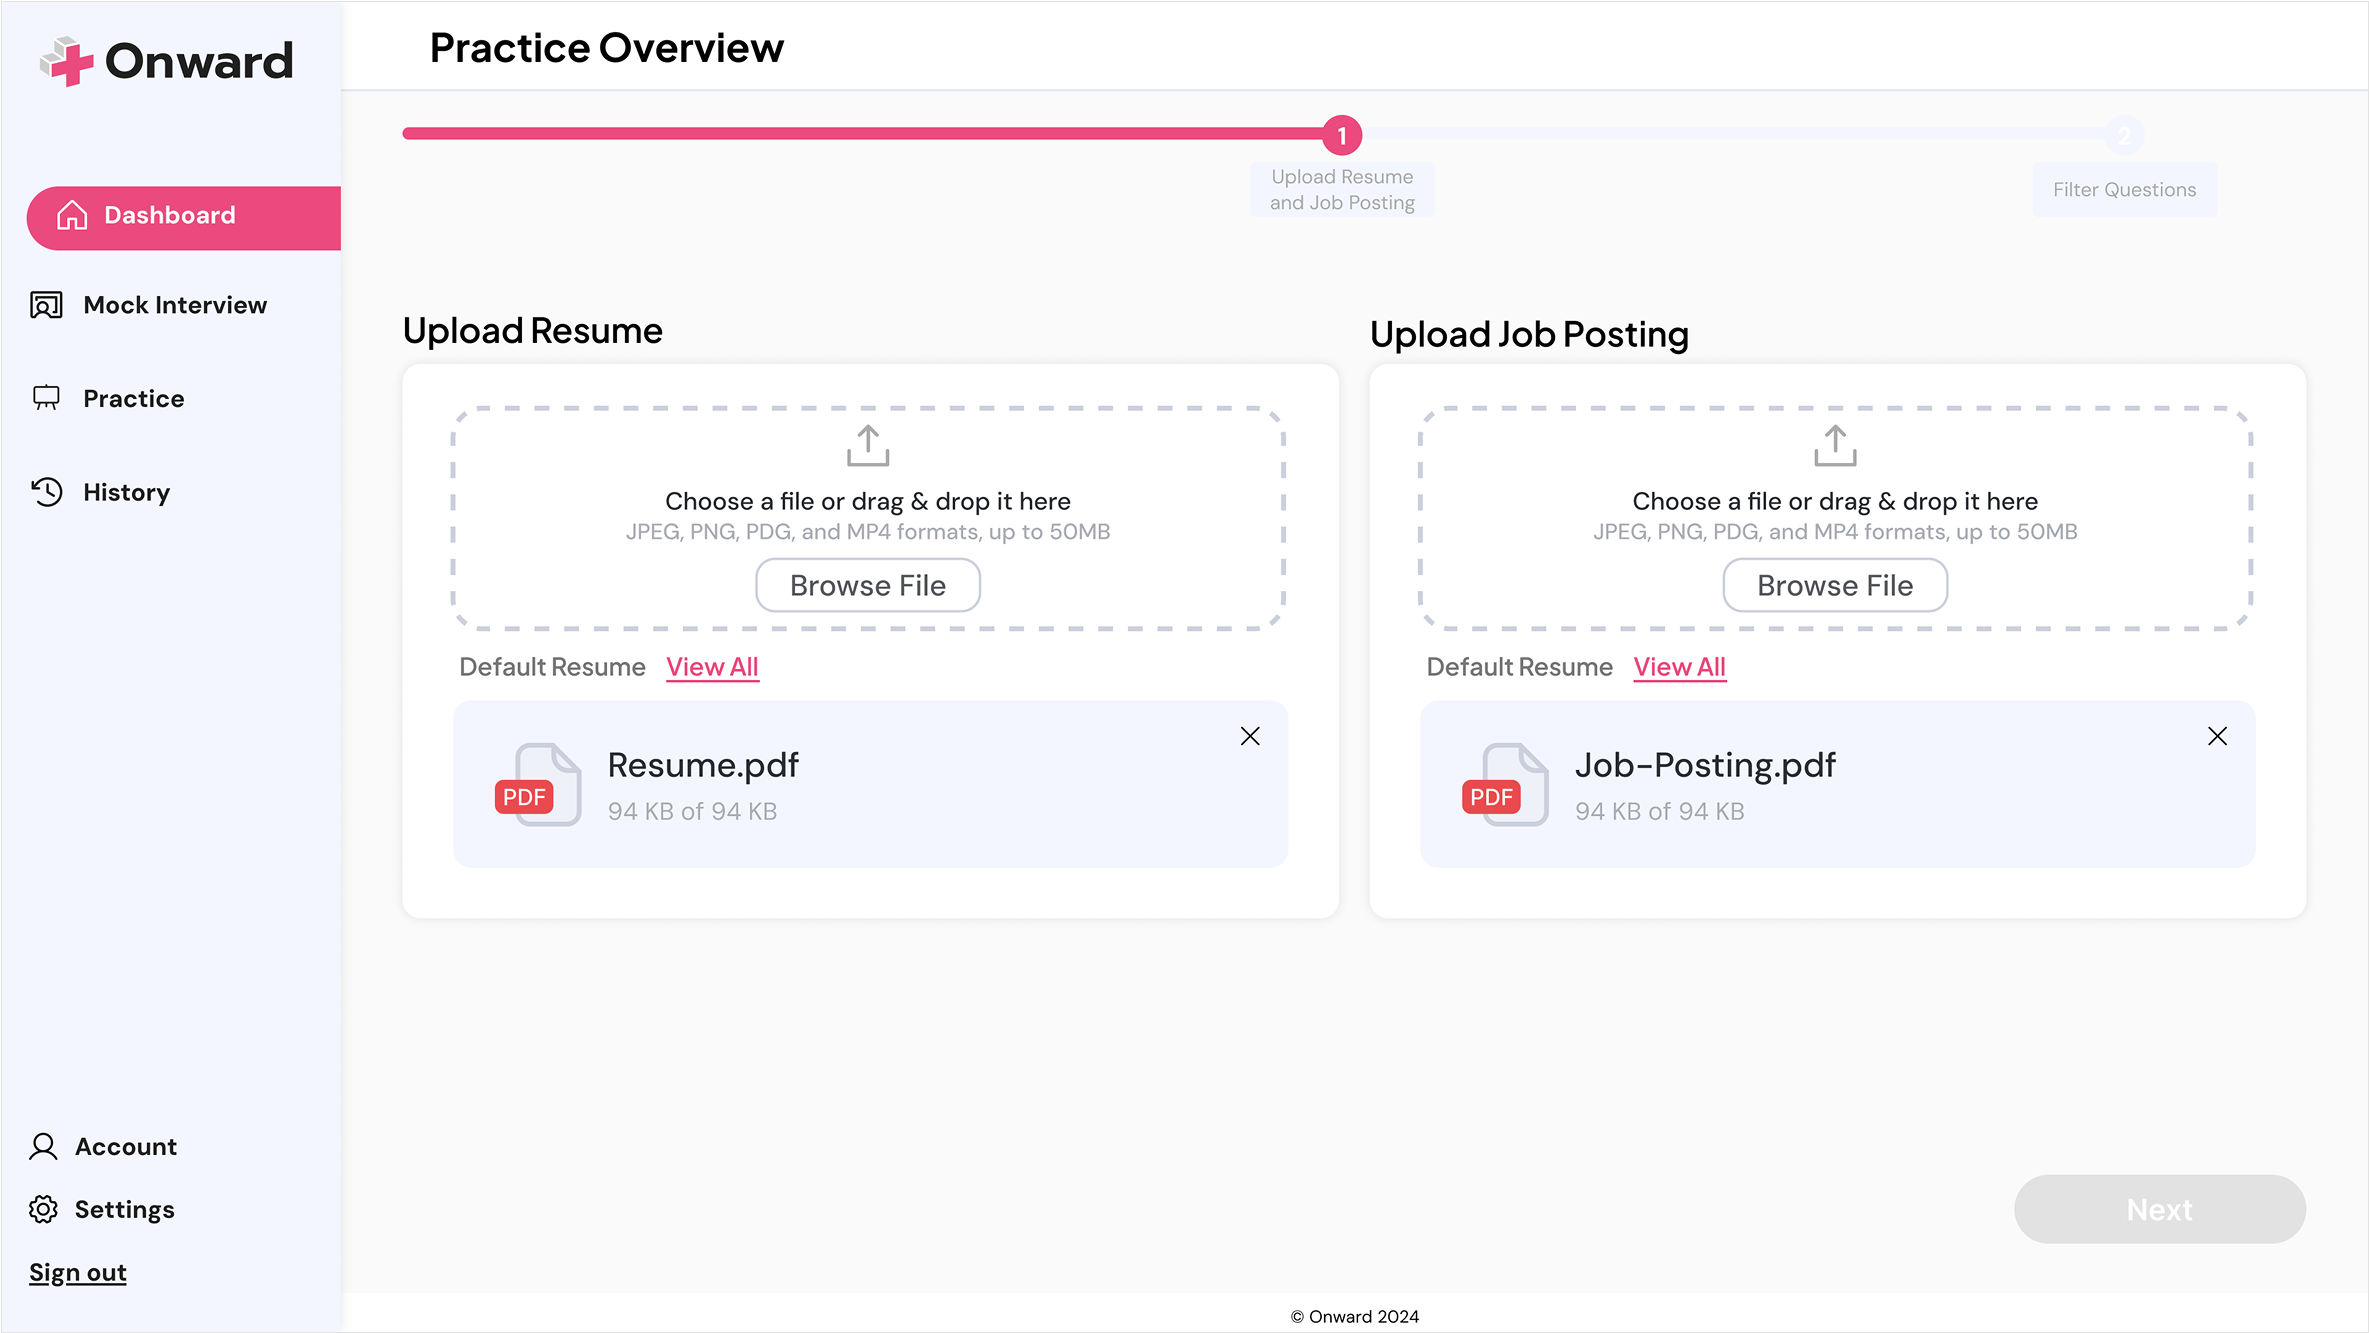 Onward
Practice Overview
1
2
Upload Resume
and Job Posting
Filter Questions
Dashboard
Mock Interview
Practice
History
Upload Resume
Choose a file or drag & drop it here
JPEG, PNG, PDG, and MP4 formats, up to 50MB
Browse File
Default Resume View All
PDF
Resume.pdf
94 KB of 94 KB
Upload Job Posting
Choose a file or drag & drop it here
JPEG, PNG, PDG, and MP4 formats, up to 50MB
Browse File
Default Resume View All
PDF
Job-Posting.pdf
94 KB of 94 KB
Account
Settings
Sign out
Next
© Onward 2024